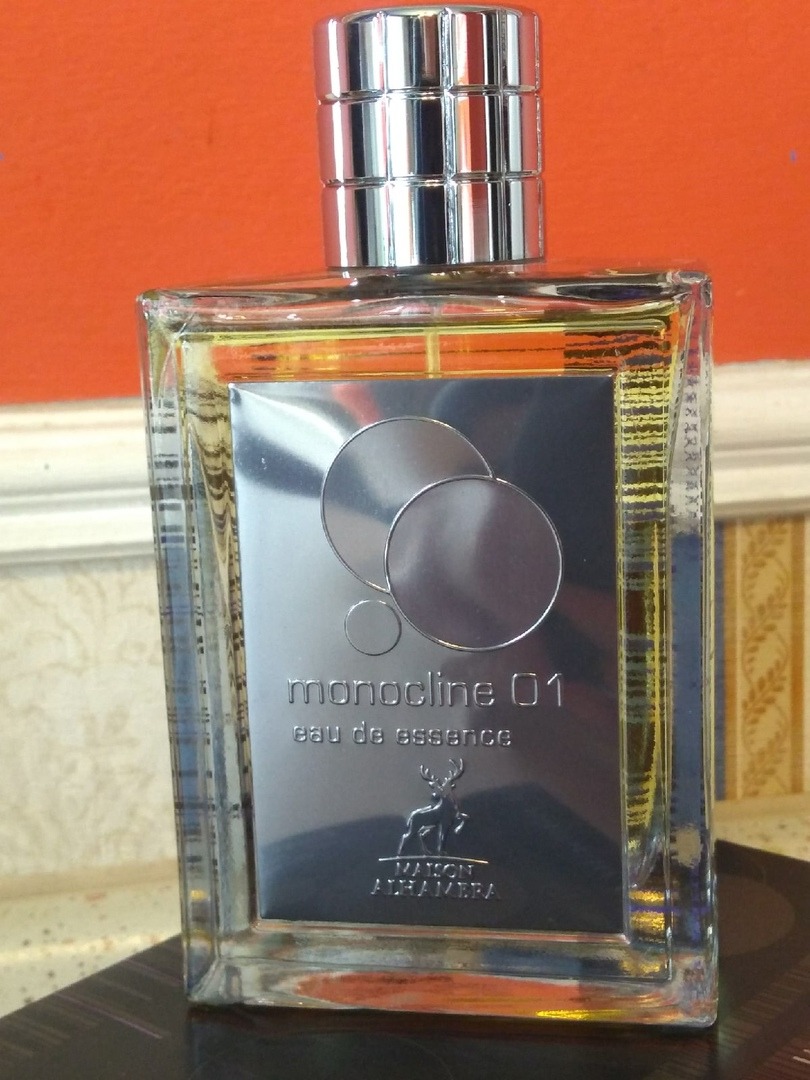 monocline 01
eau de essence
MAISON
ALHAMBRA